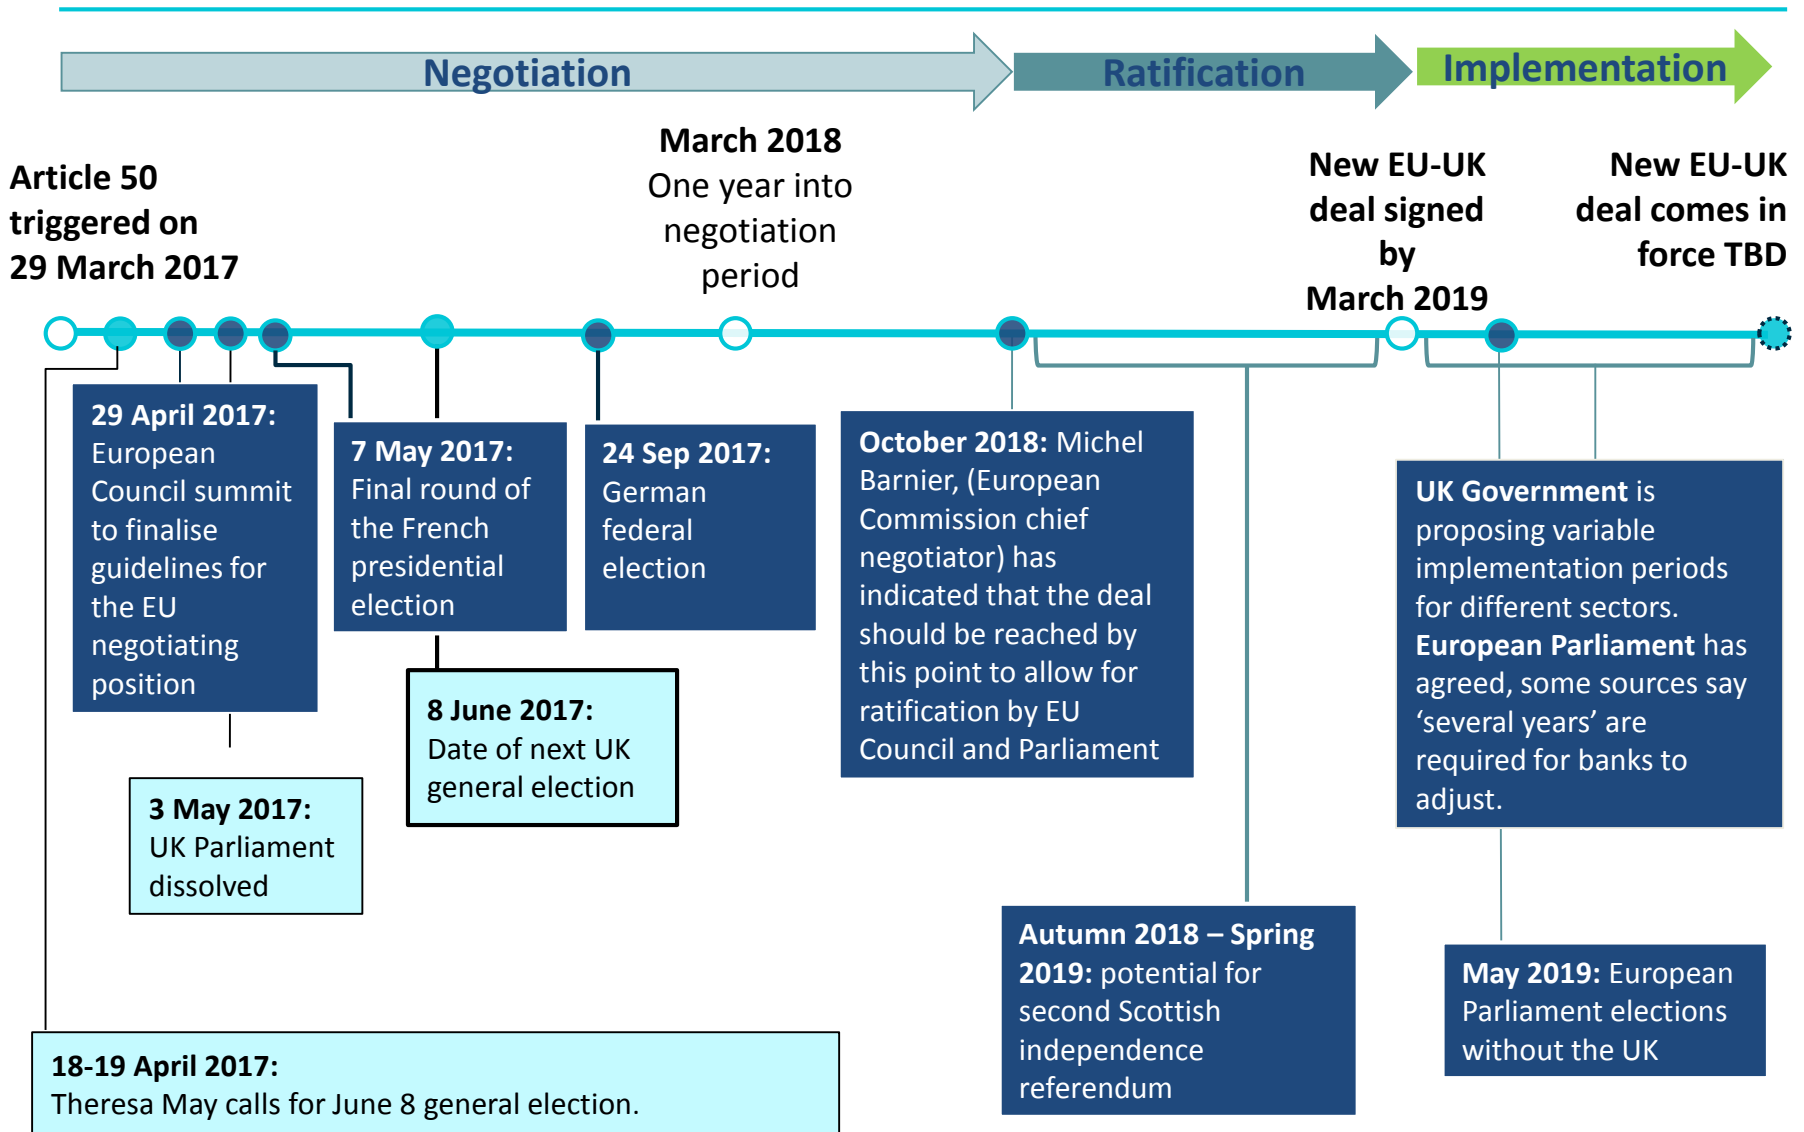 Negotiation
Ratification
Implementation
Article 50
triggered on
29 March 2017
March 2018
One year into
negotiation
period
New EU-UK
deal signed
by
March 2019
New EU-UK
deal comes in
force TBD
29 April 2017:
European
Council summit
to finalise
guidelines for
the EU
negotiating
position
7 May 2017:
Final round of
the French
presidential
election
24 Sep 2017:
German
federal
election
October 2018: Michel
Barnier, (European
Commission chief
negotiator) has
indicated that the deal
should be reached by
this point to allow for
ratification by EU
Council and Parliament
UK Government is
proposing variable
implementation periods
for different sectors.
European Parliament has
agreed, some sources say
‘several years’ are
required for banks to
adjust.
8 June 2017:
Date of next UK
general election
3 May 2017:
UK Parliament
dissolved
Autumn 2018 – Spring
2019: potential for
second Scottish
independence
referendum
May 2019: European
Parliament elections
without the UK
18-19 April 2017:
Theresa May calls for June 8 general election.